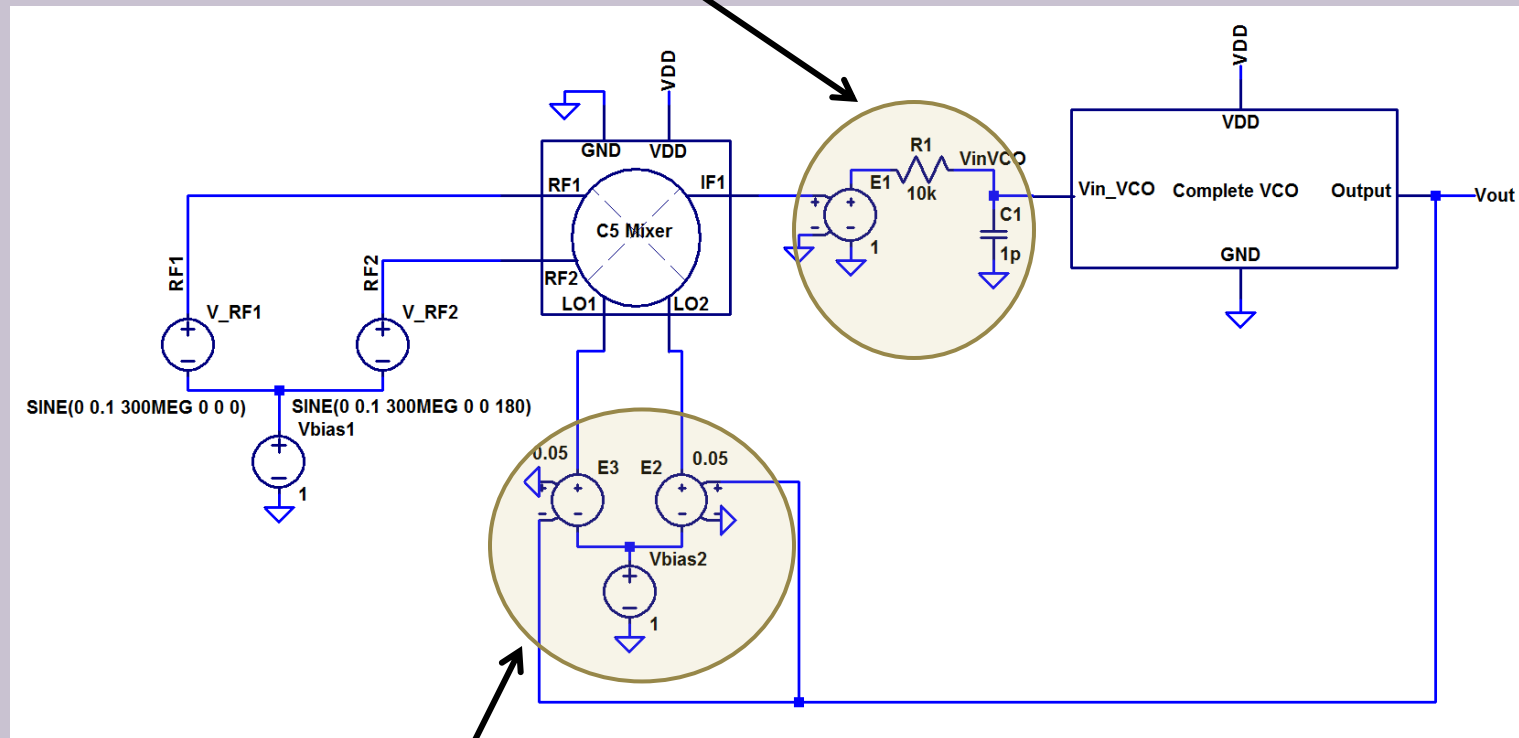 VDD
VDD
GND
VDD
VDD
RF1
IF1
R1
VinVCO
E1
10k
Vin_VCO
Complete VCO
Output
Vout
C5 Mixer
C1
1
1p
GND
RF1
RF2
RF2
LO1
LO2
V_RF1
V_RF2
SINE(0 0.1 300MEG 0 0 0)
SINE(0 0.1 300MEG 0 0 180)
Vbias1
1
0.05
E3
E2
0.05
Vbias2
1